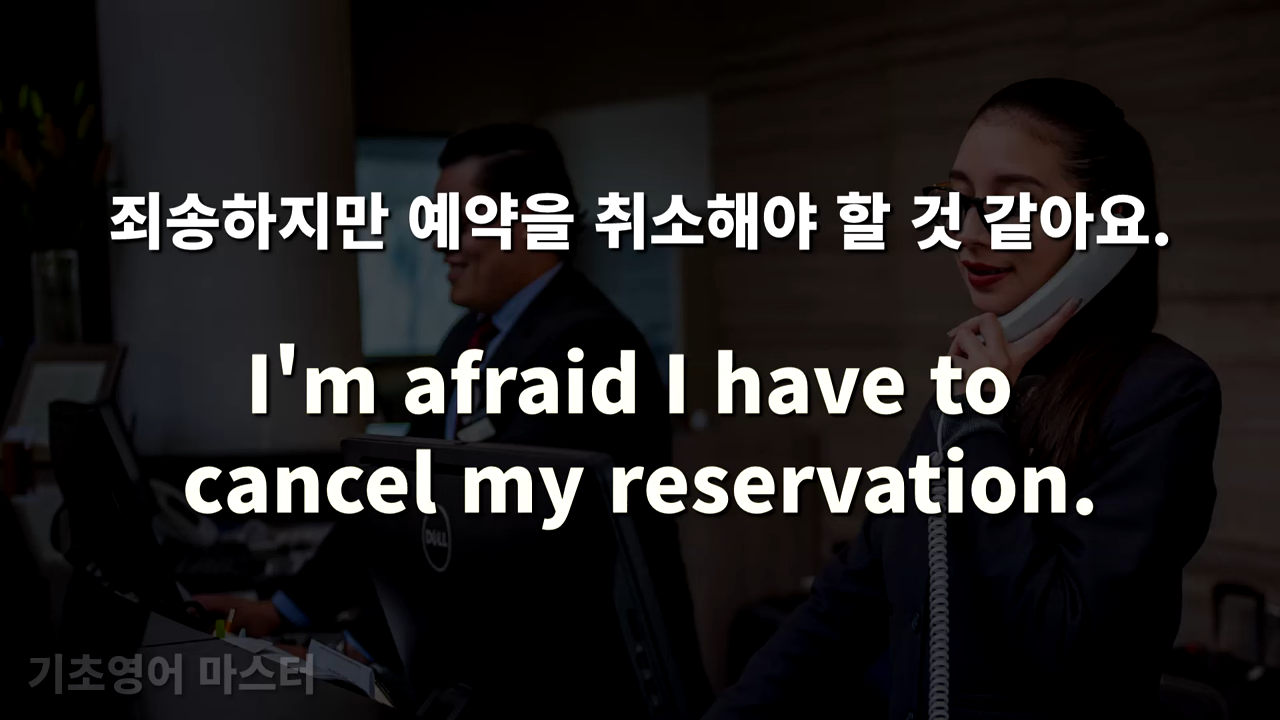 죄송하지만 예약을 취소해야 할 것 같아요.
I'm afraid I have to
cancel my reservation.
DELL
기초영어 마스터